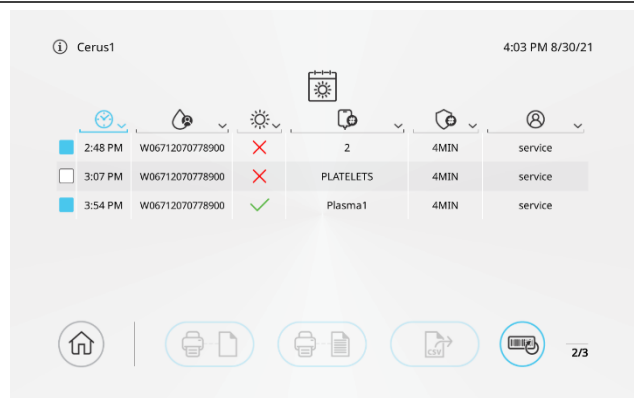 Cerus1
4:03 PM 8/30/21
2:48 PM W06712070778900 2 4MIN service
3:07 PM W06712070778900 PLATELETS 4MIN service
3:54 PM W06712070778900 Plasma1 4MIN service
CSV
2/3